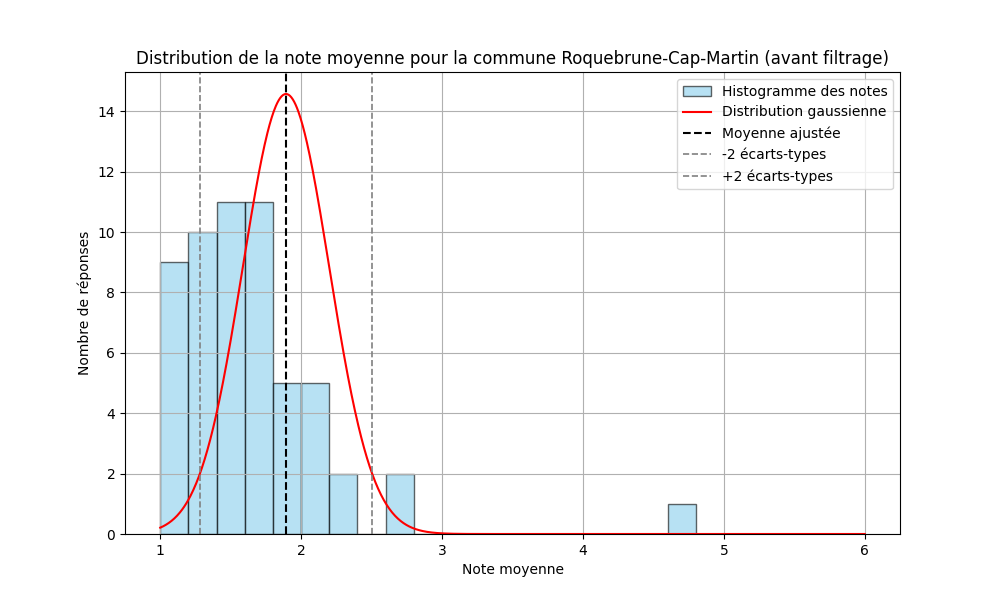 Distribution de la note moyenne pour la commune Roquebrune-Cap-Martin (avant filtrage)
Histogramme des notes
Distribution gaussienne
Moyenne ajustée
-2 écarts-types
+2 écarts-types
Nombre de réponses
14
12
10
8
6
4
2
0
1 2 3 4 5 6
Note moyenne